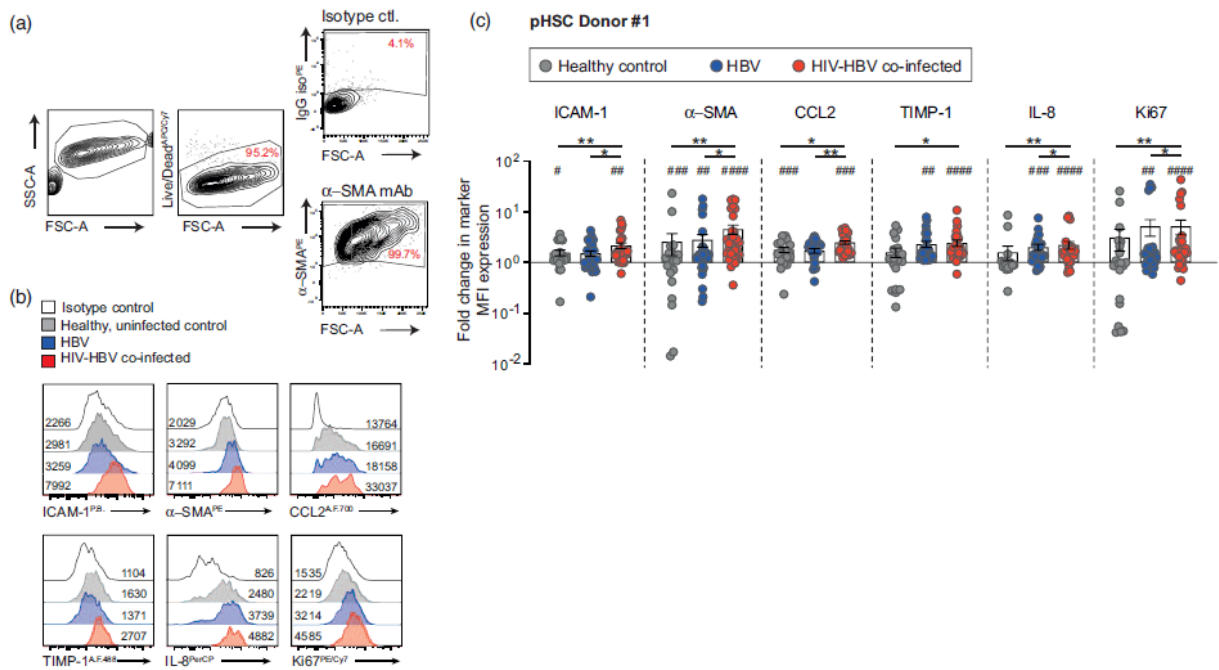 (a)
Isotype ctl.
4.1%
IgG iso^PE
FSC-A
SSC-A
FSC-A
Live/Dead^APC/Cy7
95.2%
FSC-A
α-SMA mAb
α-SMA^PE
99.7%
FSC-A
(b)
Isotype control
Healthy, uninfected control
HBV
HIV-HBV co-infected
2266
2981
3259
7992
ICAM-1^P.B.
2029
3292
4099
7111
α-SMA^PE
13764
16691
18158
33037
CCL2^A.F.700
1104
1630
1371
2707
TIMP-1^A.F.488
826
2480
3739
4882
IL-8^PerCP
1535
2219
3214
4585
Ki67^PE/Cy7
(c) pHSC Donor #1
Healthy control HBV HIV-HBV co-infected
ICAM-1 α-SMA CCL2 TIMP-1 IL-8 Ki67
** ** * * ** **
* * ** * *
# ## # ## ## #### ### ### ## #### ### #### ## ####
Fold change in marker
MFI expression
10^2
10^1
10^0
10^-1
10^-2